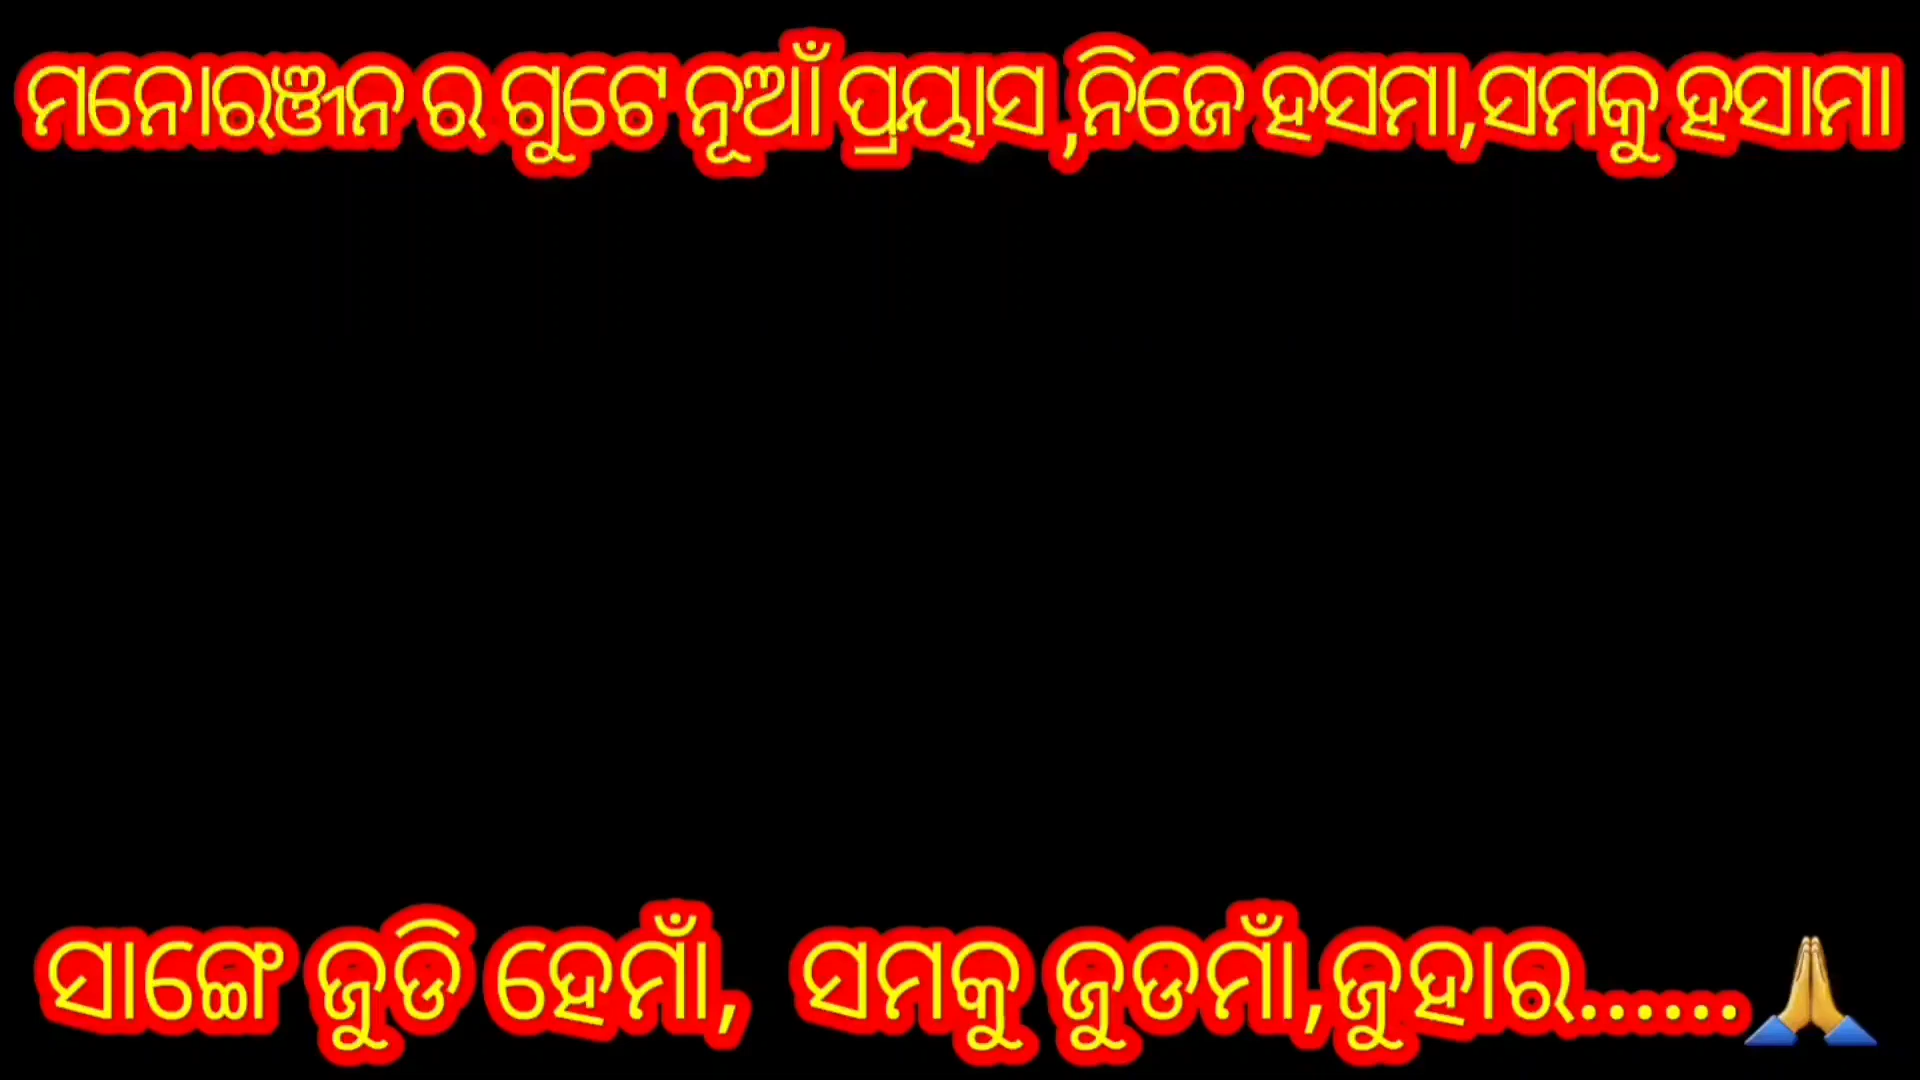 ମନୋରଞ୍ଜନ ର ଗୁଟେ ନୂଆଁ ପ୍ରୟାସ ,ନିଜେ ହସମା,ସମକୁ ହସାମା
ସାଙ୍ଗେ ଜୁଡି ହେମାଁ, ସମକୁ ଜୁଡମାଁ,ଜୁହାର......🙏